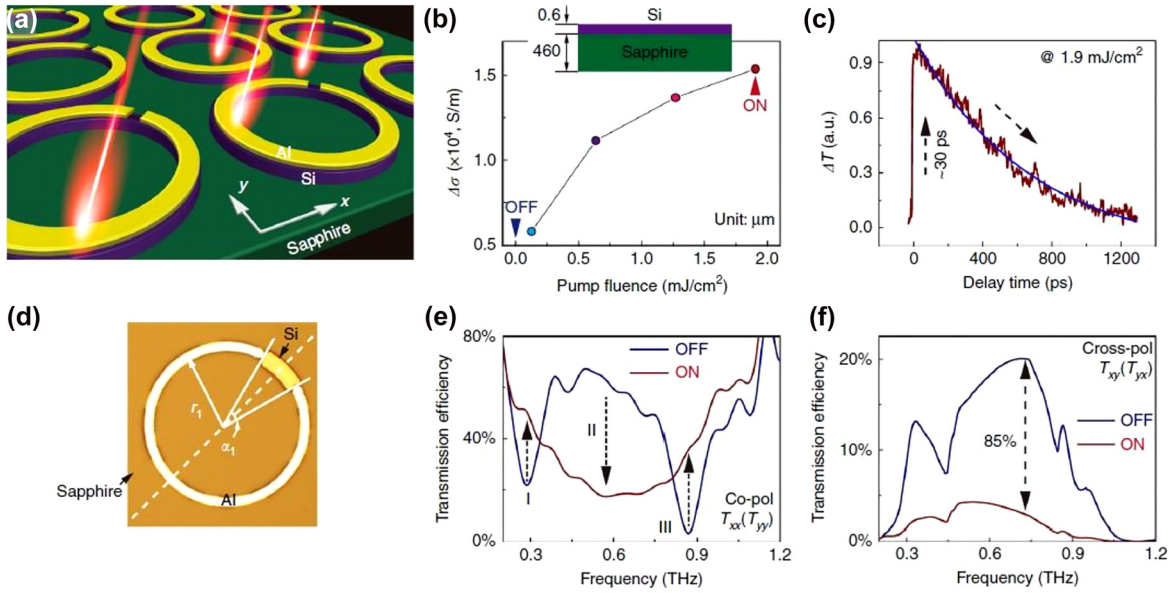 (a)
Al
Si
y
x
Sapphire
(b)
0.6
Si
460
Sapphire
Δσ (×10⁴, S/m)
1.5
1.0
0.5
OFF
ON
Unit: μm
0.0
0.5
1.0
1.5
2.0
Pump fluence (mJ/cm²)
(c)
@ 1.9 mJ/cm²
ΔT (a.u.)
0.9
0.6
0.3
0.0
~30 ps
0
400
800
1200
Delay time (ps)
(d)
Si
r₁
α₁
Sapphire
Al
(e)
Transmission efficiency
80%
40%
0%
OFF
ON
I
II
III
Co-pol
Txx(Tyy)
0.3
0.6
0.9
1.2
Frequency (THz)
(f)
Transmission efficiency
20%
10%
0%
Cross-pol
Txy(Tyx)
OFF
ON
85%
0.3
0.6
0.9
1.2
Frequency (THz)